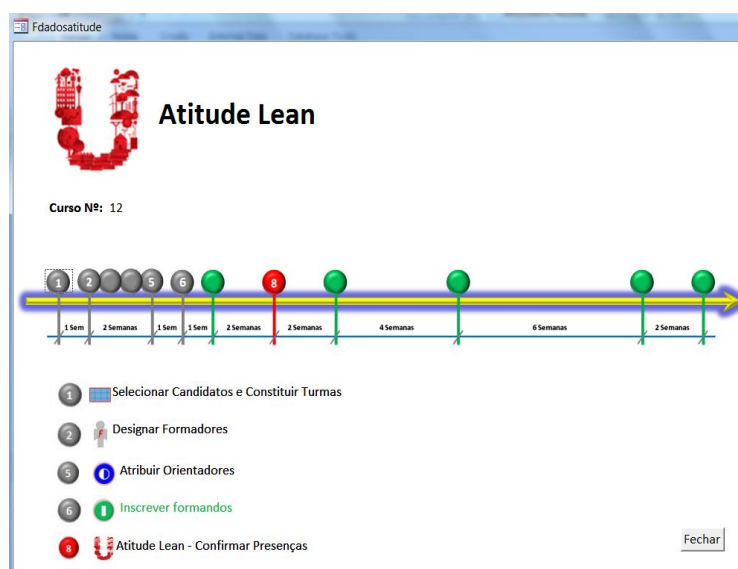 Fdadosatitude
Atitude Lean
Curso Nº: 12
1 2 5 6 8
1 Sem 2 Semanas 1 Sem 1 Sem 2 Semanas 2 Semanas 4 Semanas 6 Semanas 2 Semanas
1 Selecionar Candidatos e Constituir Turmas
2 F Designar Formadores
5 Atribuir Orientadores
6 Inscrever formandos
8 Atitude Lean - Confirmar Presenças
Fechar